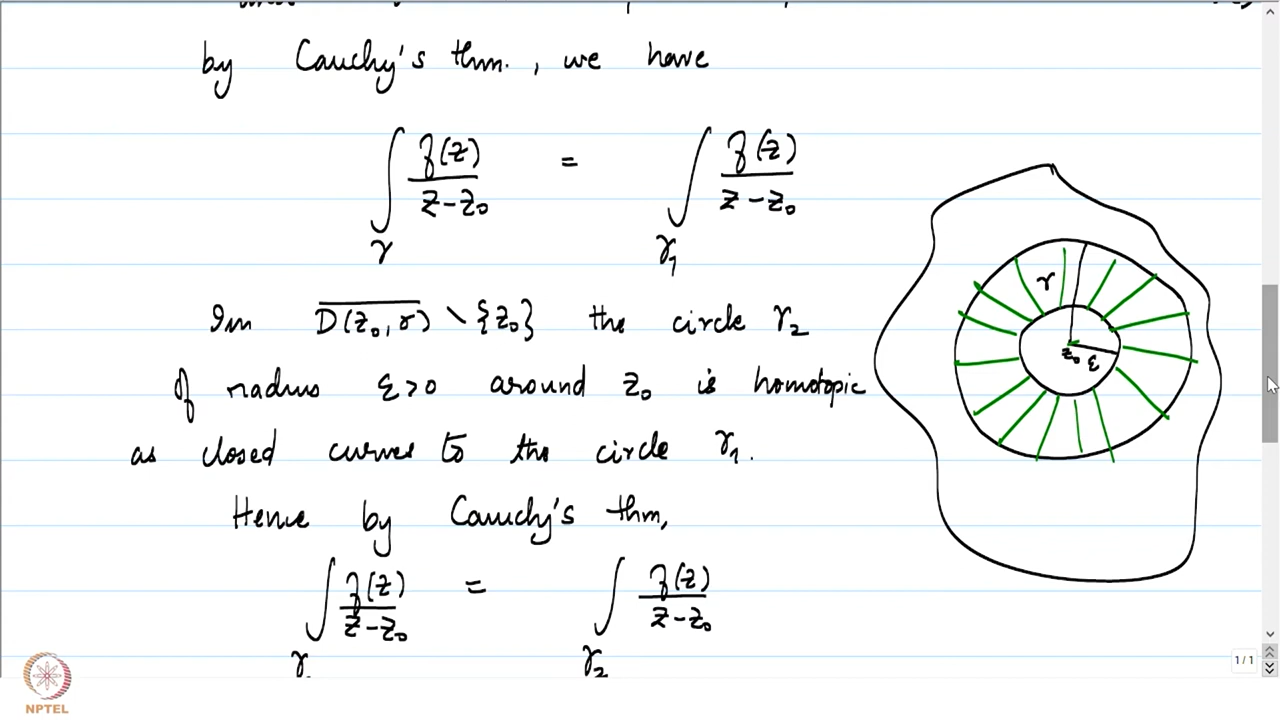 by Cauchy's thm. , we have
∫_γ f(z)/(z-z₀) = ∫_γ₁ f(z)/(z-z₀)
In \overline{D(z₀,r)} \ {z₀} the circle γ₂
of radius ε>0 around z₀ is homotopic
as closed curves to the circle γ₁.
Hence by Cauchy's thm,
∫_γ f(z)/(z-z₀) = ∫_γ₂ f(z)/(z-z₀)
r
z₀ ε
1 / 1
NPTEL